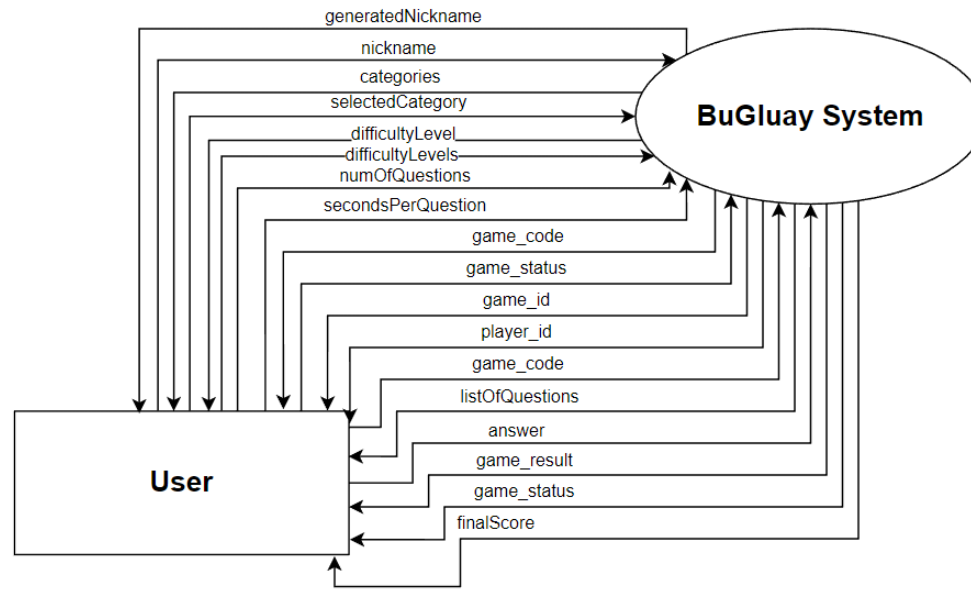 generatedNickname
nickname
categories
selectedCategory
difficultyLevel
difficultyLevels
numOfQuestions
secondsPerQuestion
game_code
game_status
game_id
player_id
game_code
listOfQuestions
answer
game_result
game_status
finalScore
BuGluay System
User